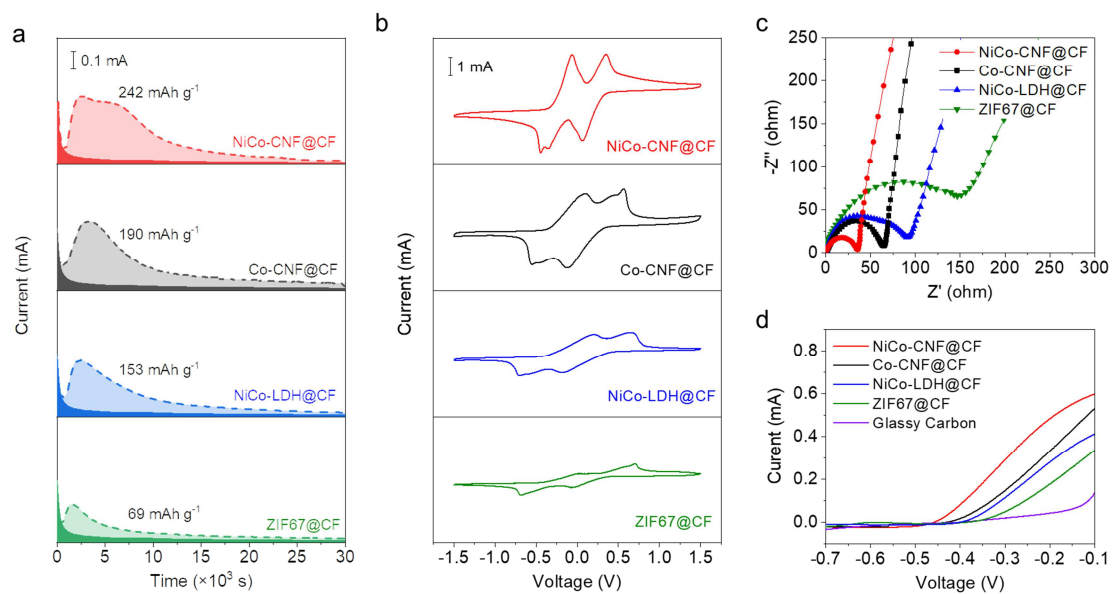 a
0.1 mA
242 mAh g-1
NiCo-CNF@CF
190 mAh g-1
Co-CNF@CF
153 mAh g-1
NiCo-LDH@CF
69 mAh g-1
ZIF67@CF
Current (mA)
0 5 10 15 20 25 30
Time (×10³ s)
b
1 mA
NiCo-CNF@CF
Co-CNF@CF
NiCo-LDH@CF
ZIF67@CF
Current (mA)
-1.5 -1.0 -0.5 0.0 0.5 1.0 1.5
Voltage (V)
c
250
200
150
100
50
0
-Z" (ohm)
NiCo-CNF@CF
Co-CNF@CF
NiCo-LDH@CF
ZIF67@CF
0 50 100 150 200 250 300
Z' (ohm)
d
0.8
0.6
0.4
0.2
0.0
Curent (mA)
NiCo-CNF@CF
Co-CNF@CF
NiCo-LDH@CF
ZIF67@CF
Glassy Carbon
-0.7 -0.6 -0.5 -0.4 -0.3 -0.2 -0.1
Voltage (V)